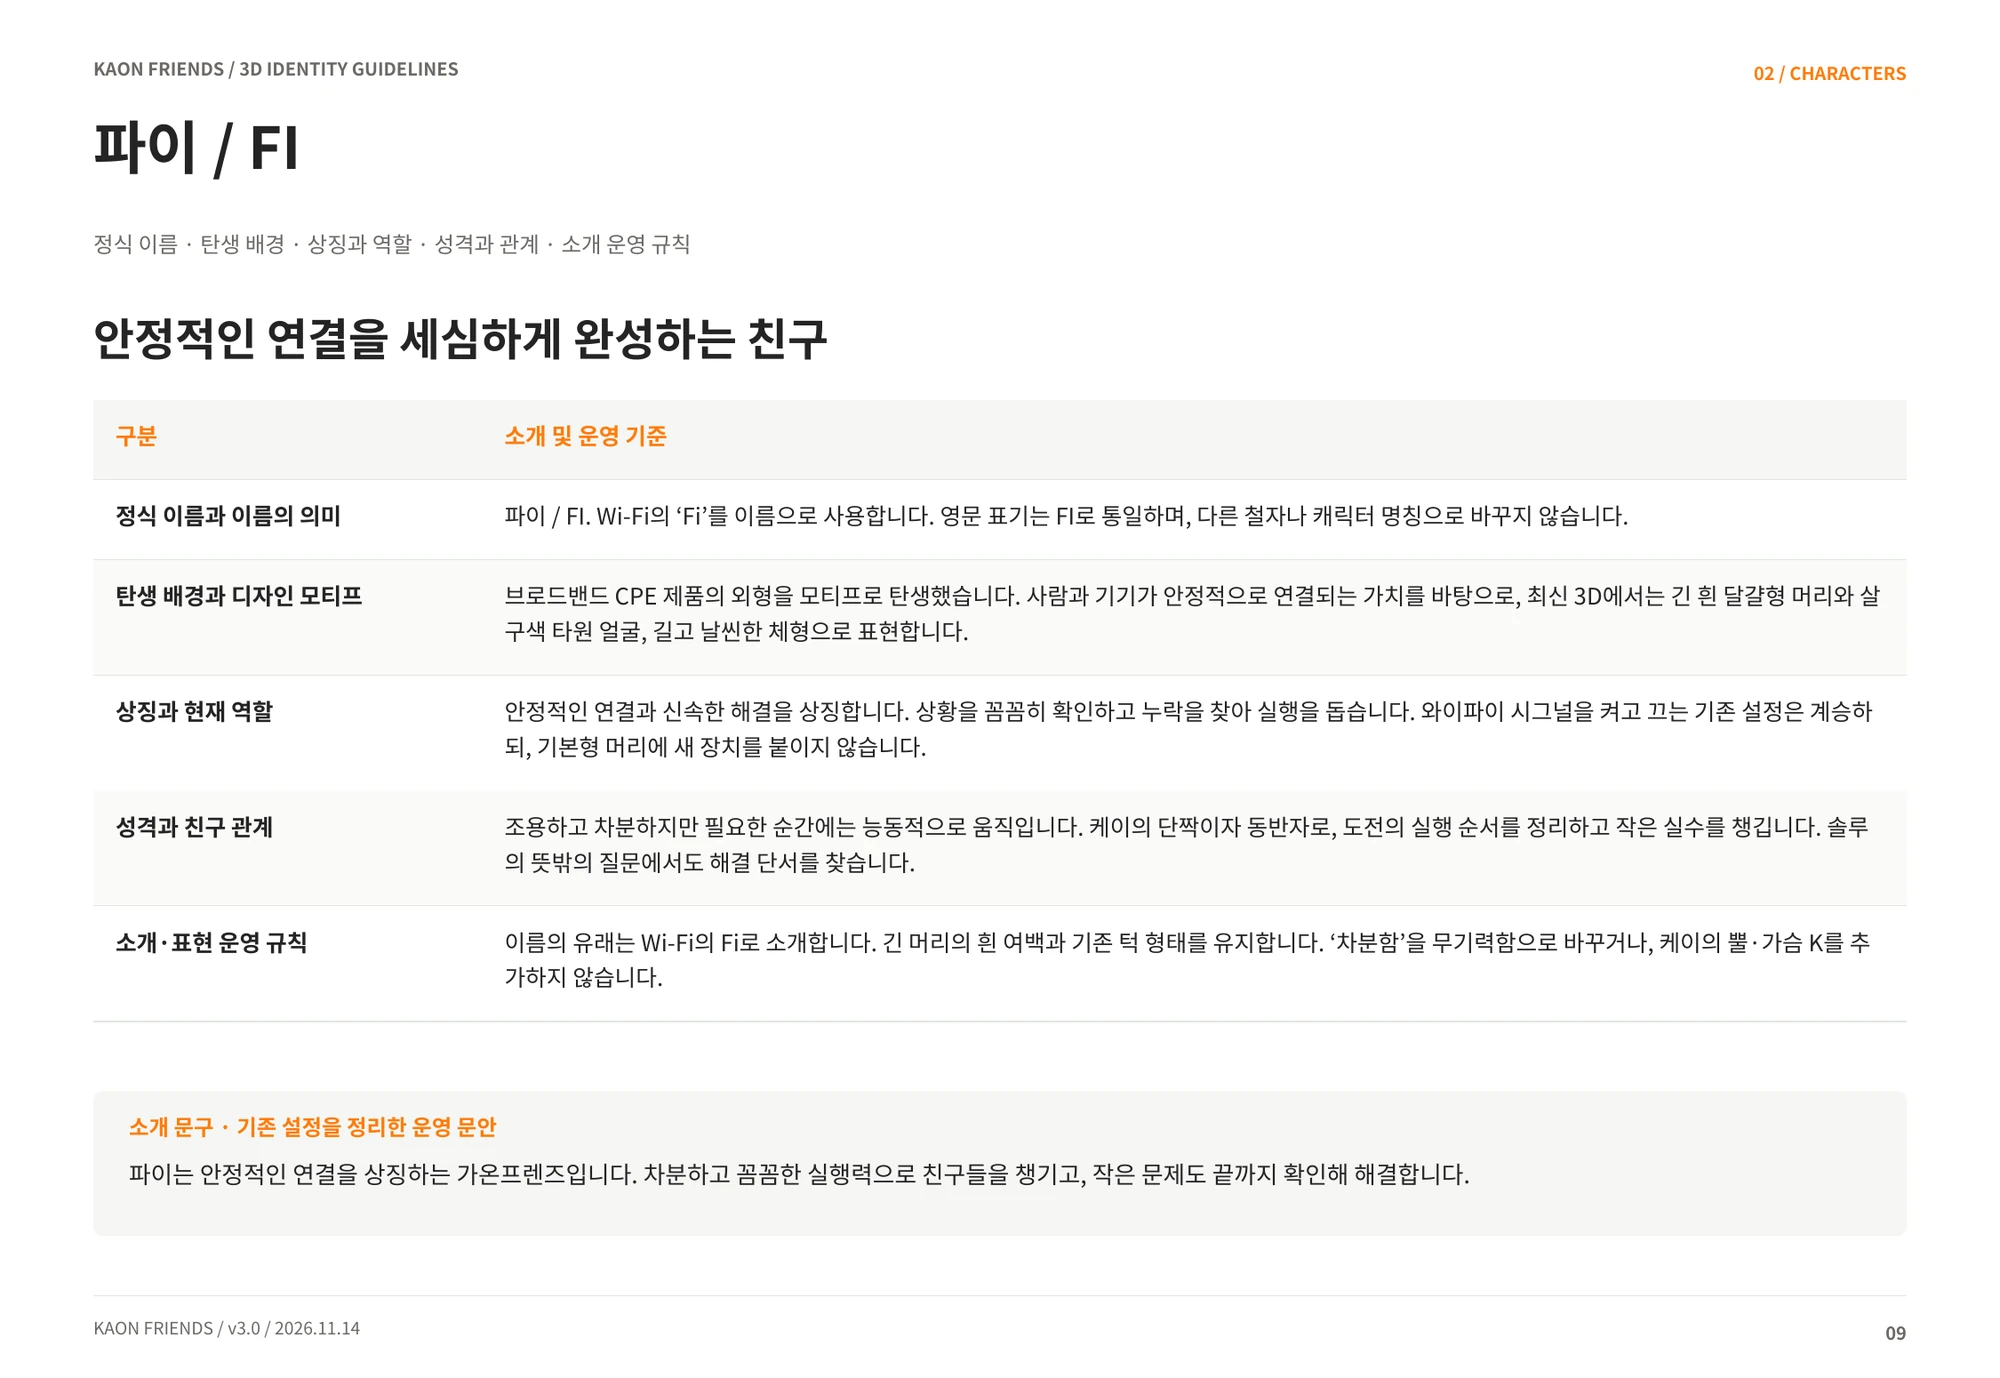 KAON FRIENDS / 3D IDENTITY GUIDELINES
02 / CHARACTERS
파이 / FI
정식 이름 · 탄생 배경 · 상징과 역할 · 성격과 관계 · 소개 운영 규칙
안정적인 연결을 세심하게 완성하는 친구
구분
소개 및 운영 기준
정식 이름과 이름의 의미
파이 / FI. Wi-Fi의 ‘Fi’를 이름으로 사용합니다. 영문 표기는 FI로 통일하며, 다른 철자나 캐릭터 명칭으로 바꾸지 않습니다.
탄생 배경과 디자인 모티프
브로드밴드 CPE 제품의 외형을 모티프로 탄생했습니다. 사람과 기기가 안정적으로 연결되는 가치를 바탕으로, 최신 3D에서는 긴 흰 달걀형 머리와 살
구색 타원 얼굴, 길고 날씬한 체형으로 표현합니다.
상징과 현재 역할
안정적인 연결과 신속한 해결을 상징합니다. 상황을 꼼꼼히 확인하고 누락을 찾아 실행을 돕습니다. 와이파이 시그널을 켜고 끄는 기존 설정은 계승하
되, 기본형 머리에 새 장치를 붙이지 않습니다.
성격과 친구 관계
조용하고 차분하지만 필요한 순간에는 능동적으로 움직입니다. 케이의 단짝이자 동반자로, 도전의 실행 순서를 정리하고 작은 실수를 챙깁니다. 솔루
의 뜻밖의 질문에서도 해결 단서를 찾습니다.
소개·표현 운영 규칙
이름의 유래는 Wi-Fi의 Fi로 소개합니다. 긴 머리의 흰 여백과 기존 턱 형태를 유지합니다. ‘차분함’을 무기력함으로 바꾸거나, 케이의 뿔·가슴 K를 추
가하지 않습니다.
소개 문구 · 기존 설정을 정리한 운영 문안
파이는 안정적인 연결을 상징하는 가온프렌즈입니다. 차분하고 꼼꼼한 실행력으로 친구들을 챙기고, 작은 문제도 끝까지 확인해 해결합니다.
KAON FRIENDS / v3.0 / 2026.11.14
09